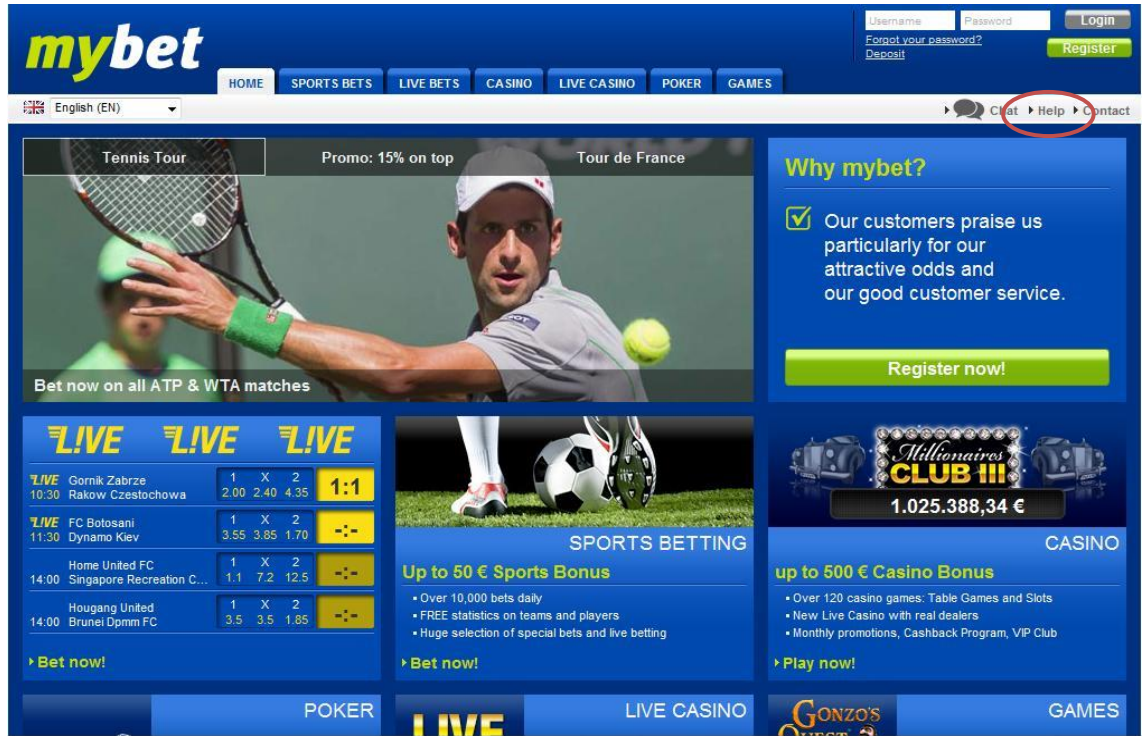 mybet
Username Password Login
Forgot your password?
Deposit
Register
HOME SPORTS BETS LIVE BETS CASINO LIVE CASINO POKER GAMES
English (EN)
Chat Help Contact
Tennis Tour Promo: 15% on top Tour de France
Bet now on all ATP & WTA matches
Why mybet?
Our customers praise us
particularly for our
attractive odds and
our good customer service.
Register now!
L!VE L!VE L!VE
L!VE Gornik Zabrze 1 X 2
10:30 Rakow Czestochowa 2.00 2.40 4.35 1:1
L!VE FC Botosani 1 X 2
11:30 Dynamo Kiev 3.55 3.85 1.70 -:-
Home United FC 1 X 2
14:00 Singapore Recreation C... 1.1 7.2 12.5 -:-
Hougang United 1 X 2
14:00 Brunei Dpmm FC 3.5 3.5 1.85 -:-
Bet now!
SPORTS BETTING
Up to 50 € Sports Bonus
▪ Over 10,000 bets daily
▪ FREE statistics on teams and players
▪ Huge selection of special bets and live betting
Bet now!
Millionaires
CLUB III
1.025.388,34 €
CASINO
up to 500 € Casino Bonus
▪ Over 120 casino games: Table Games and Slots
▪ New Live Casino with real dealers
▪ Monthly promotions, Cashback Program, VIP Club
Play now!
POKER
LIVE
LIVE CASINO
GONZO'S
QUEST
GAMES